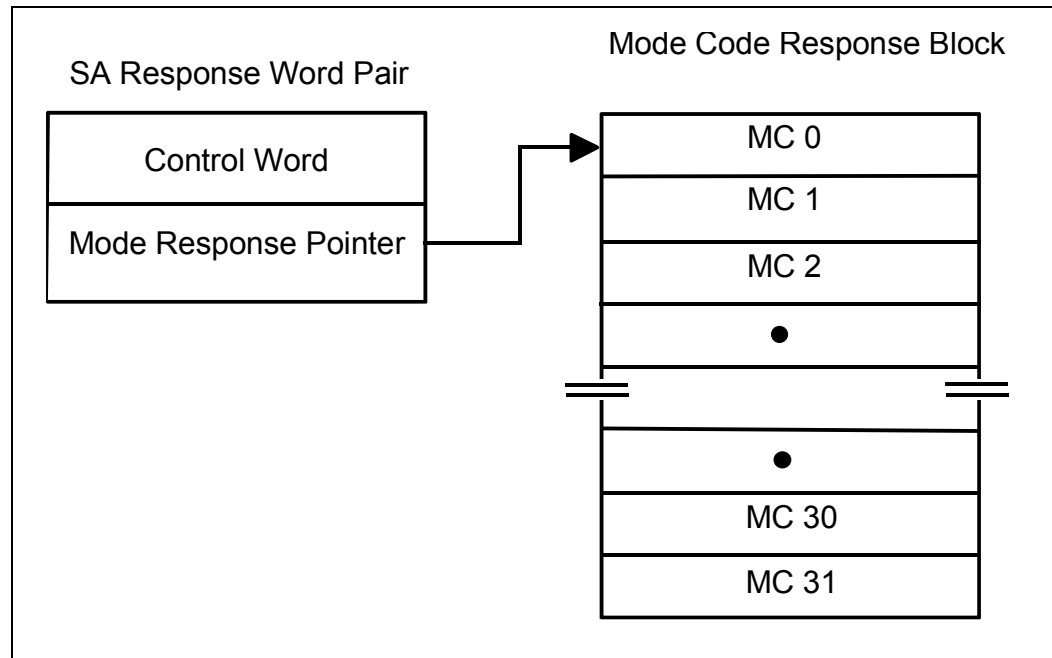 SA Response Word Pair
Control Word
Mode Response Pointer
Mode Code Response Block
MC 0
MC 1
MC 2
MC 30
MC 31